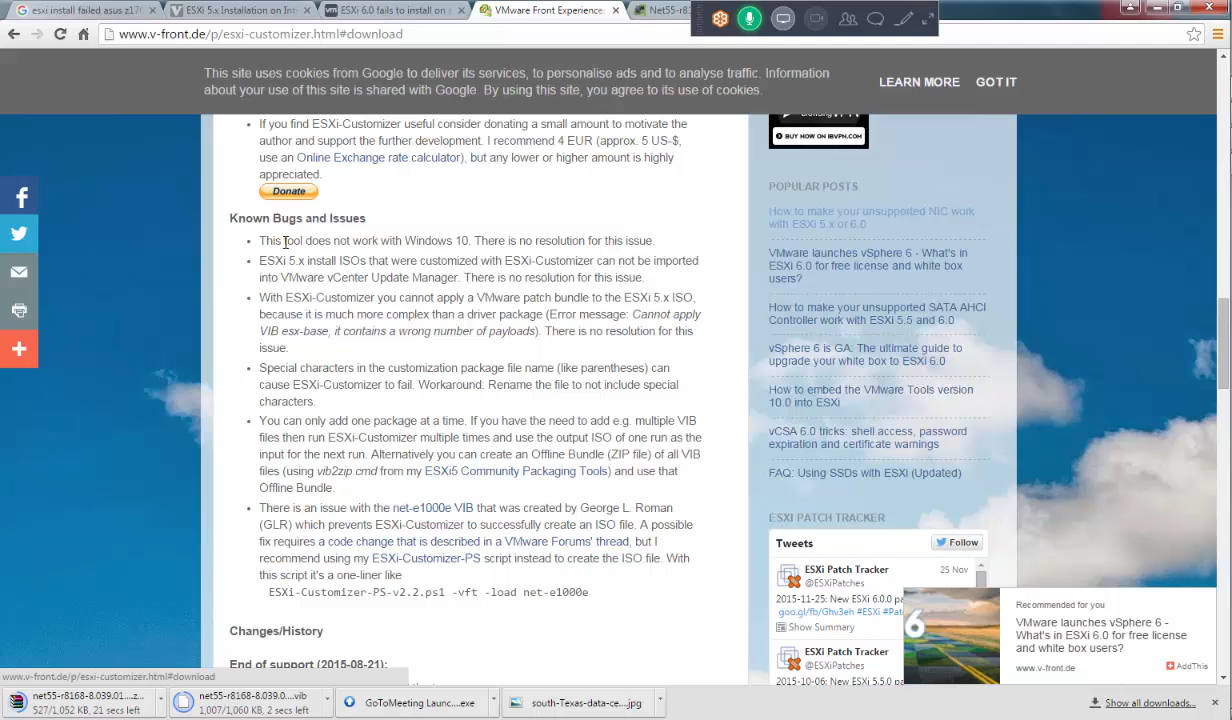 esxi install failed asus z17
ESXi 5.x Installation on Int
ESXi 6.0 fails to install on
VMware Front Experience
Net55-r81
www.v-front.de/p/esxi-customizer.html#download
This site uses cookies from Google to deliver its services, to personalise ads and to analyse traffic. Information
about your use of this site is shared with Google. By using this site, you agree to its use of cookies.
LEARN MORE GOT IT
If you find ESXi-Customizer useful consider donating a small amount to motivate the
author and support the further development. I recommend 4 EUR (approx. 5 US-$,
use an Online Exchange rate calculator), but any lower or higher amount is highly
appreciated.
Donate
Known Bugs and Issues
This tool does not work with Windows 10. There is no resolution for this issue.
ESXi 5.x install ISOs that were customized with ESXi-Customizer can not be imported
into VMware vCenter Update Manager. There is no resolution for this issue.
With ESXi-Customizer you cannot apply a VMware patch bundle to the ESXi 5.x ISO,
because it is much more complex than a driver package (Error message: Cannot apply
VIB esx-base, it contains a wrong number of payloads). There is no resolution for this
issue.
Special characters in the customization package file name (like parentheses) can
cause ESXi-Customizer to fail. Workaround: Rename the file to not include special
characters.
You can only add one package at a time. If you have the need to add e.g. multiple VIB
files then run ESXi-Customizer multiple times and use the output ISO of one run as the
input for the next run. Alternatively you can create an Offline Bundle (ZIP file) of all VIB
files (using vib2zip.cmd from my ESXi5 Community Packaging Tools) and use that
Offline Bundle.
There is an issue with the net-e1000e VIB that was created by George L. Roman
(GLR) which prevents ESXi-Customizer to successfully create an ISO file. A possible
fix requires a code change that is described in a VMware Forums' thread, but I
recommend using my ESXi-Customizer-PS script instead to create the ISO file. With
this script it's a one-liner like
ESXi-Customizer-PS-v2.2.ps1 -vft -load net-e1000e
Changes/History
End of support (2015-08-21):
BUY NOW ON IBVPN.COM
POPULAR POSTS
How to make your unsupported NIC work
with ESXi 5.x or 6.0
VMware launches vSphere 6 - What's in
ESXi 6.0 for free license and white box
users?
How to make your unsupported SATA AHCI
Controller work with ESXi 5.5 and 6.0
vSphere 6 is GA: The ultimate guide to
upgrade your white box to ESXi 6.0
How to embed the VMware Tools version
10.0 into ESXi
vCSA 6.0 tricks: shell access, password
expiration and certificate warnings
FAQ: Using SSDs with ESXi (Updated)
ESXI PATCH TRACKER
Tweets
Follow
ESXi Patch Tracker 25 Nov
@ESXiPatches
2015-11-25: New ESXi 6.0.0 pa
goo.gl/fb/Ghv3eh #ESXi #Pat
Show Summary
ESXi Patch Tracker
@ESXiPatches
2015-10-06: New ESXi 5.5.0 p
6
Recommended for you
VMware launches vSphere 6 -
What's in ESXi 6.0 for free license
and white box users?
www.v-front.de
AddThis
www.v-front.de/p/esxi-customizer.html#download
net55-r8168-8.039.01...z...
527/1,052 KB, 21 secs left
net55-r8168-8.039.0....vib
1,007/1,060 KB, 2 secs left
GoToMeeting Launc....exe
south-Texas-data-ce....jpg
Show all downloads...